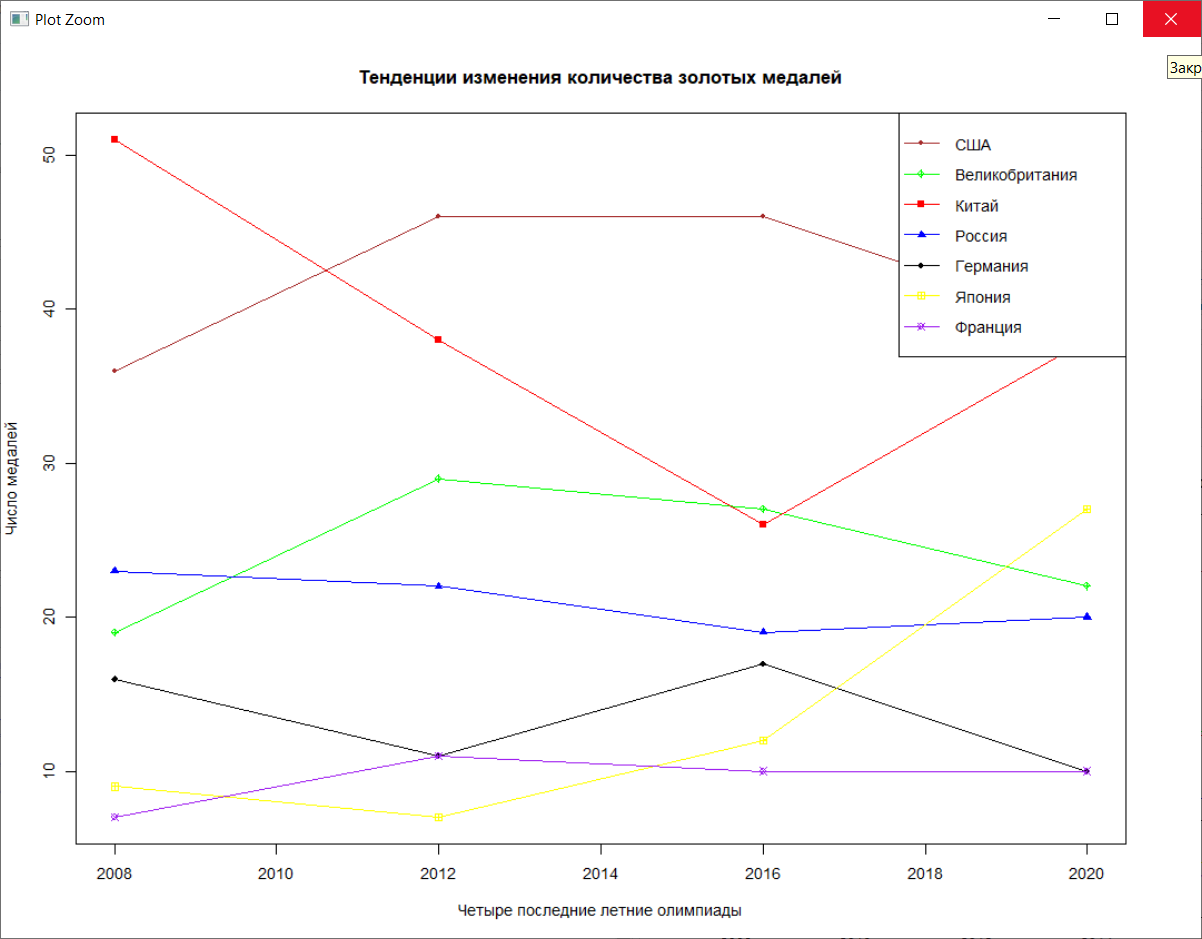 Plot Zoom
Закр
Тенденции изменения количества золотых медалей
США
Великобритания
Китай
Россия
Германия
Япония
Франция
50
40
30
20
10
Число медалей
2008 2010 2012 2014 2016 2018 2020
Четыре последние летние олимпиады